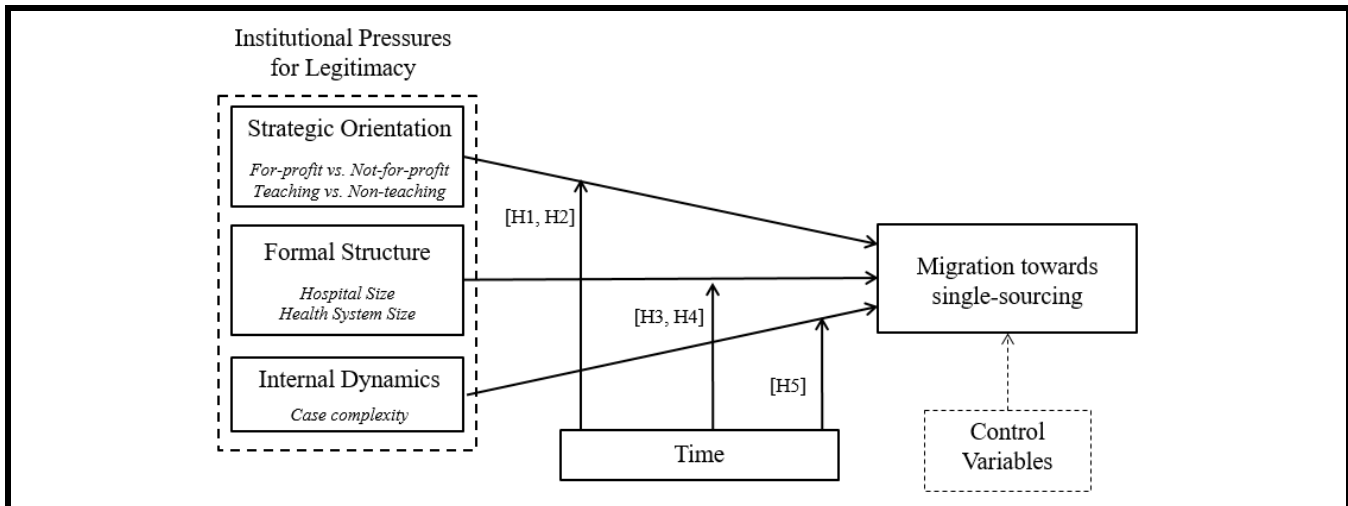 Institutional Pressures
for Legitimacy
Strategic Orientation
For-profit vs. Not-for-profit
Teaching vs. Non-teaching
[H1, H2]
Formal Structure
Hospital Size
Health System Size
[H3, H4]
Migration towards
single-sourcing
Internal Dynamics
Case complexity
[H5]
Time
Control
Variables